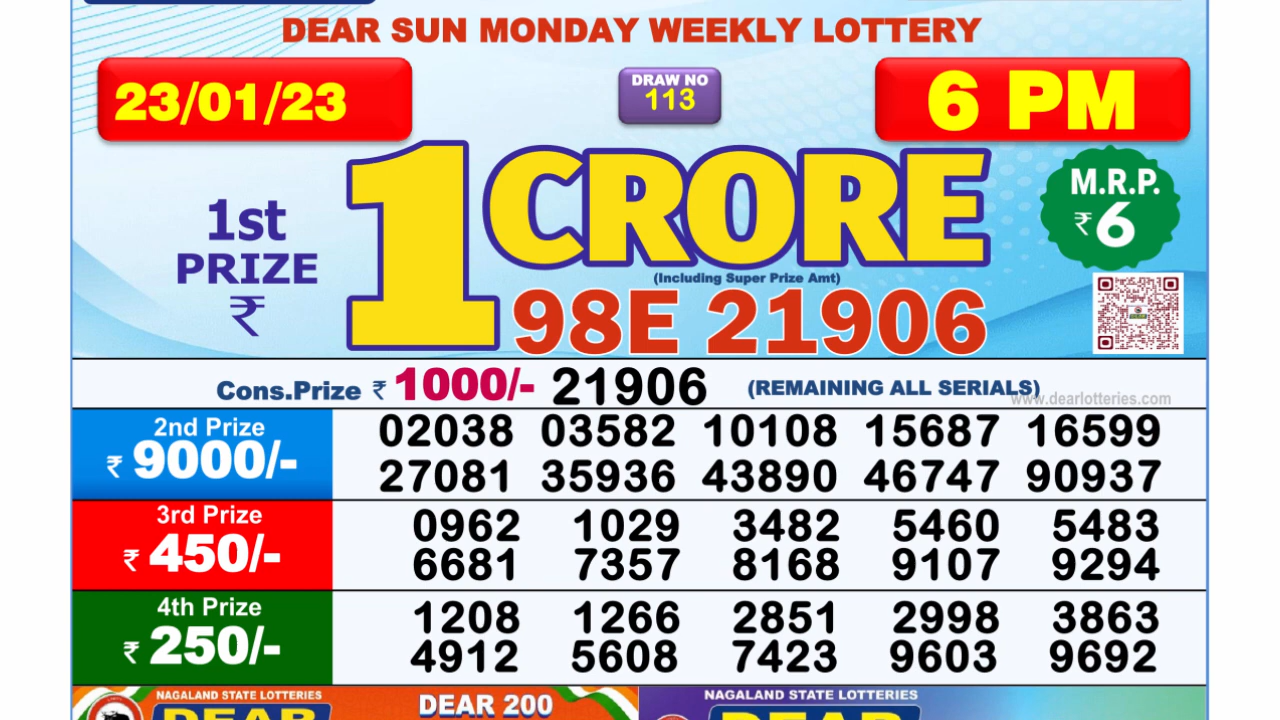 DEAR SUN MONDAY WEEKLY LOTTERY
23/01/23
DRAW NO
113
6 PM
1st
PRIZE
₹
1 CRORE
(Including Super Prize Amt)
98E 21906
M.R.P.
₹6
Cons.Prize ₹ 1000/- 21906 (REMAINING ALL SERIALS)
www.dearlotteries.com
2nd Prize
₹ 9000/-
02038 03582 10108 15687 16599
27081 35936 43890 46747 90937
3rd Prize
₹ 450/-
0962 1029 3482 5460 5483
6681 7357 8168 9107 9294
4th Prize
₹ 250/-
1208 1266 2851 2998 3863
4912 5608 7423 9603 9692
NAGALAND STATE LOTTERIES
DEAR
DEAR 200
NAGALAND STATE LOTTERIES
DEAR